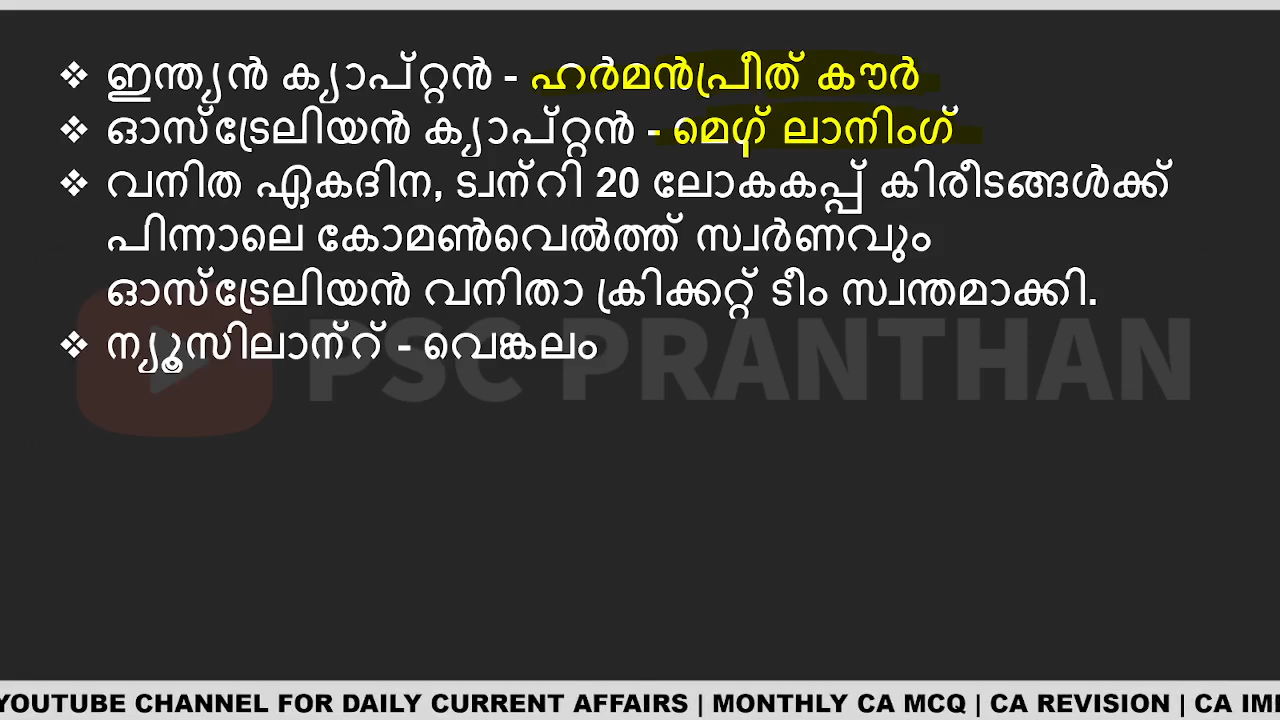 ❖ ഇന്ത്യൻ ക്യാപ്റ്റൻ - ഹർമൻപ്രീത് കൗർ
❖ ഓസ്ട്രേലിയൻ ക്യാപ്റ്റൻ - മെഗ് ലാനിംഗ്
❖ വനിത ഏകദിന, ട്വന്റി 20 ലോകകപ്പ് കിരീടങ്ങൾക്ക്
പിന്നാലെ കോമൺവെൽത്ത് സ്വർണവും
ഓസ്ട്രേലിയൻ വനിതാ ക്രിക്കറ്റ് ടീം സ്വന്തമാക്കി.
❖ ന്യൂസിലാന്റ് - വെങ്കലം
PSC PRANTHAN
YOUTUBE CHANNEL FOR DAILY CURRENT AFFAIRS | MONTHLY CA MCQ | CA REVISION | CA